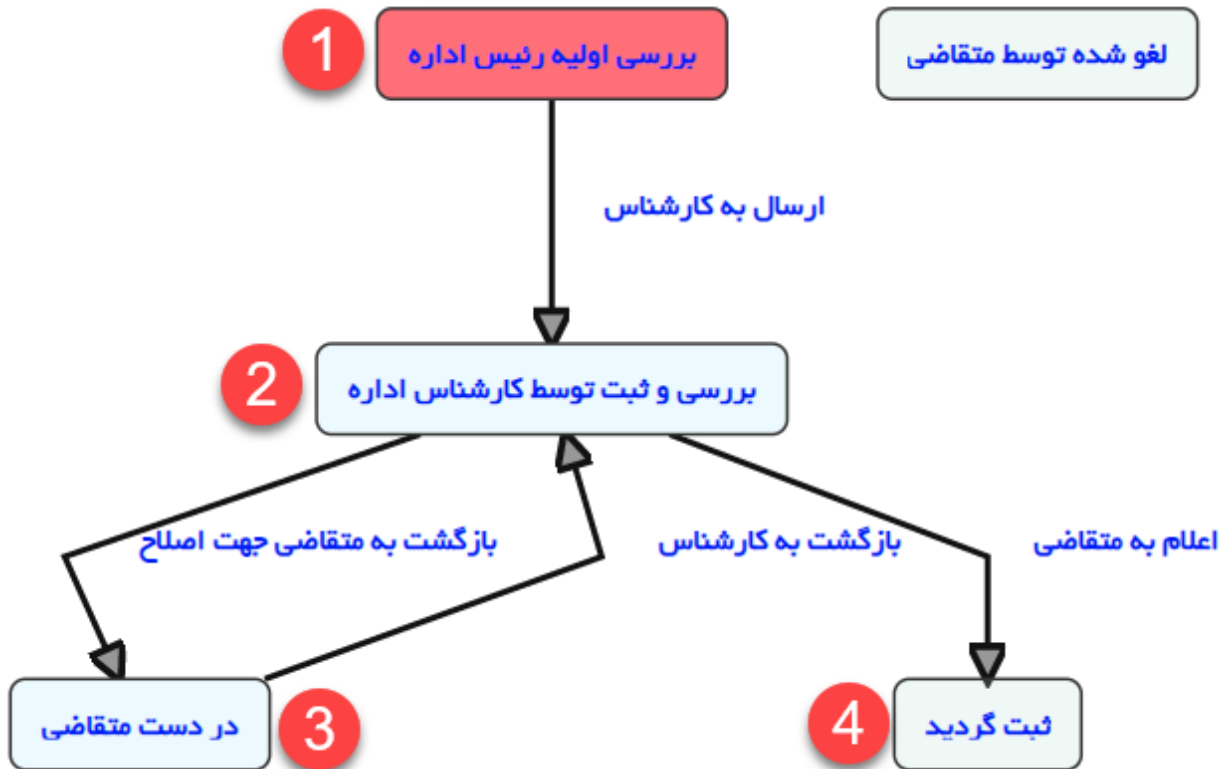 1
بررسی اولیه رئیس اداره
لغو شده توسط متقاضی
ارسال به کارشناس
2
بررسی و ثبت توسط کارشناس اداره
بازگشت به متقاضی جهت اصلاح
بازگشت به کارشناس
اعلام به متقاضی
در دست متقاضی
3
4
ثبت گردید